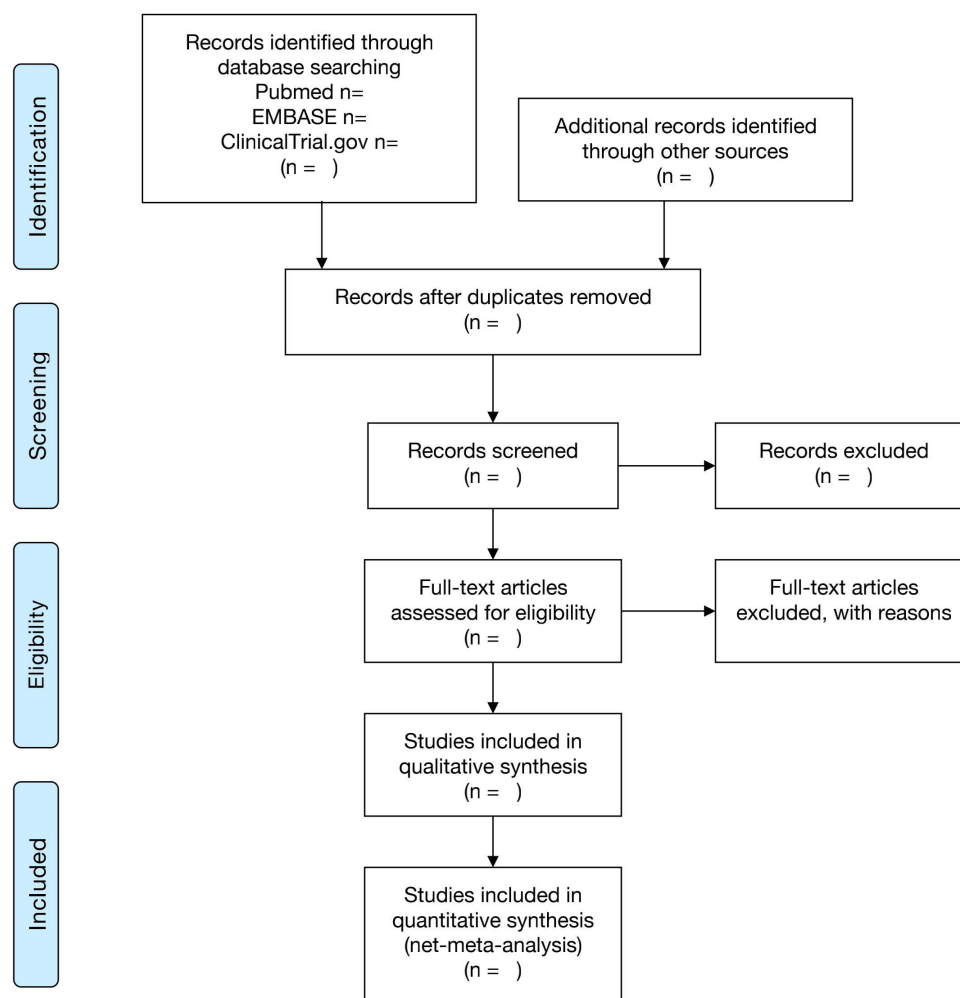 Identification
Records identified through
database searching
Pubmed n=
EMBASE n=
ClinicalTrial.gov n=
(n =   )
Additional records identified
through other sources
(n =   )
Records after duplicates removed
(n =   )
Screening
Records screened
(n =   )
Records excluded
(n =   )
Eligibility
Full-text articles
assessed for eligibility
(n =   )
Full-text articles
excluded, with reasons
Studies included in
qualitative synthesis
(n =   )
Included
Studies included in
quantitative synthesis
(net-meta-analysis)
(n =   )